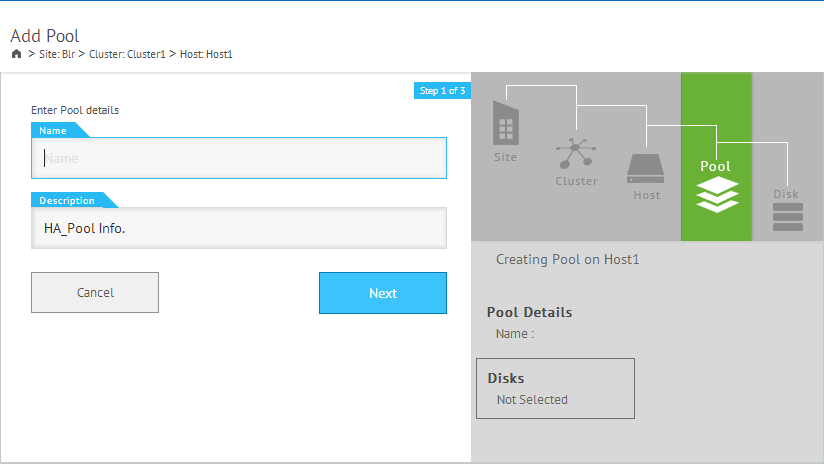 Add Pool
> Site: Blr > Cluster: Cluster1 > Host: Host1
Step 1 of 3
Enter Pool details
Name
Name
Description
HA_Pool Info.
Cancel
Next
Site
Cluster
Host
Pool
Disk
Creating Pool on Host1
Pool Details
Name :
Disks
Not Selected